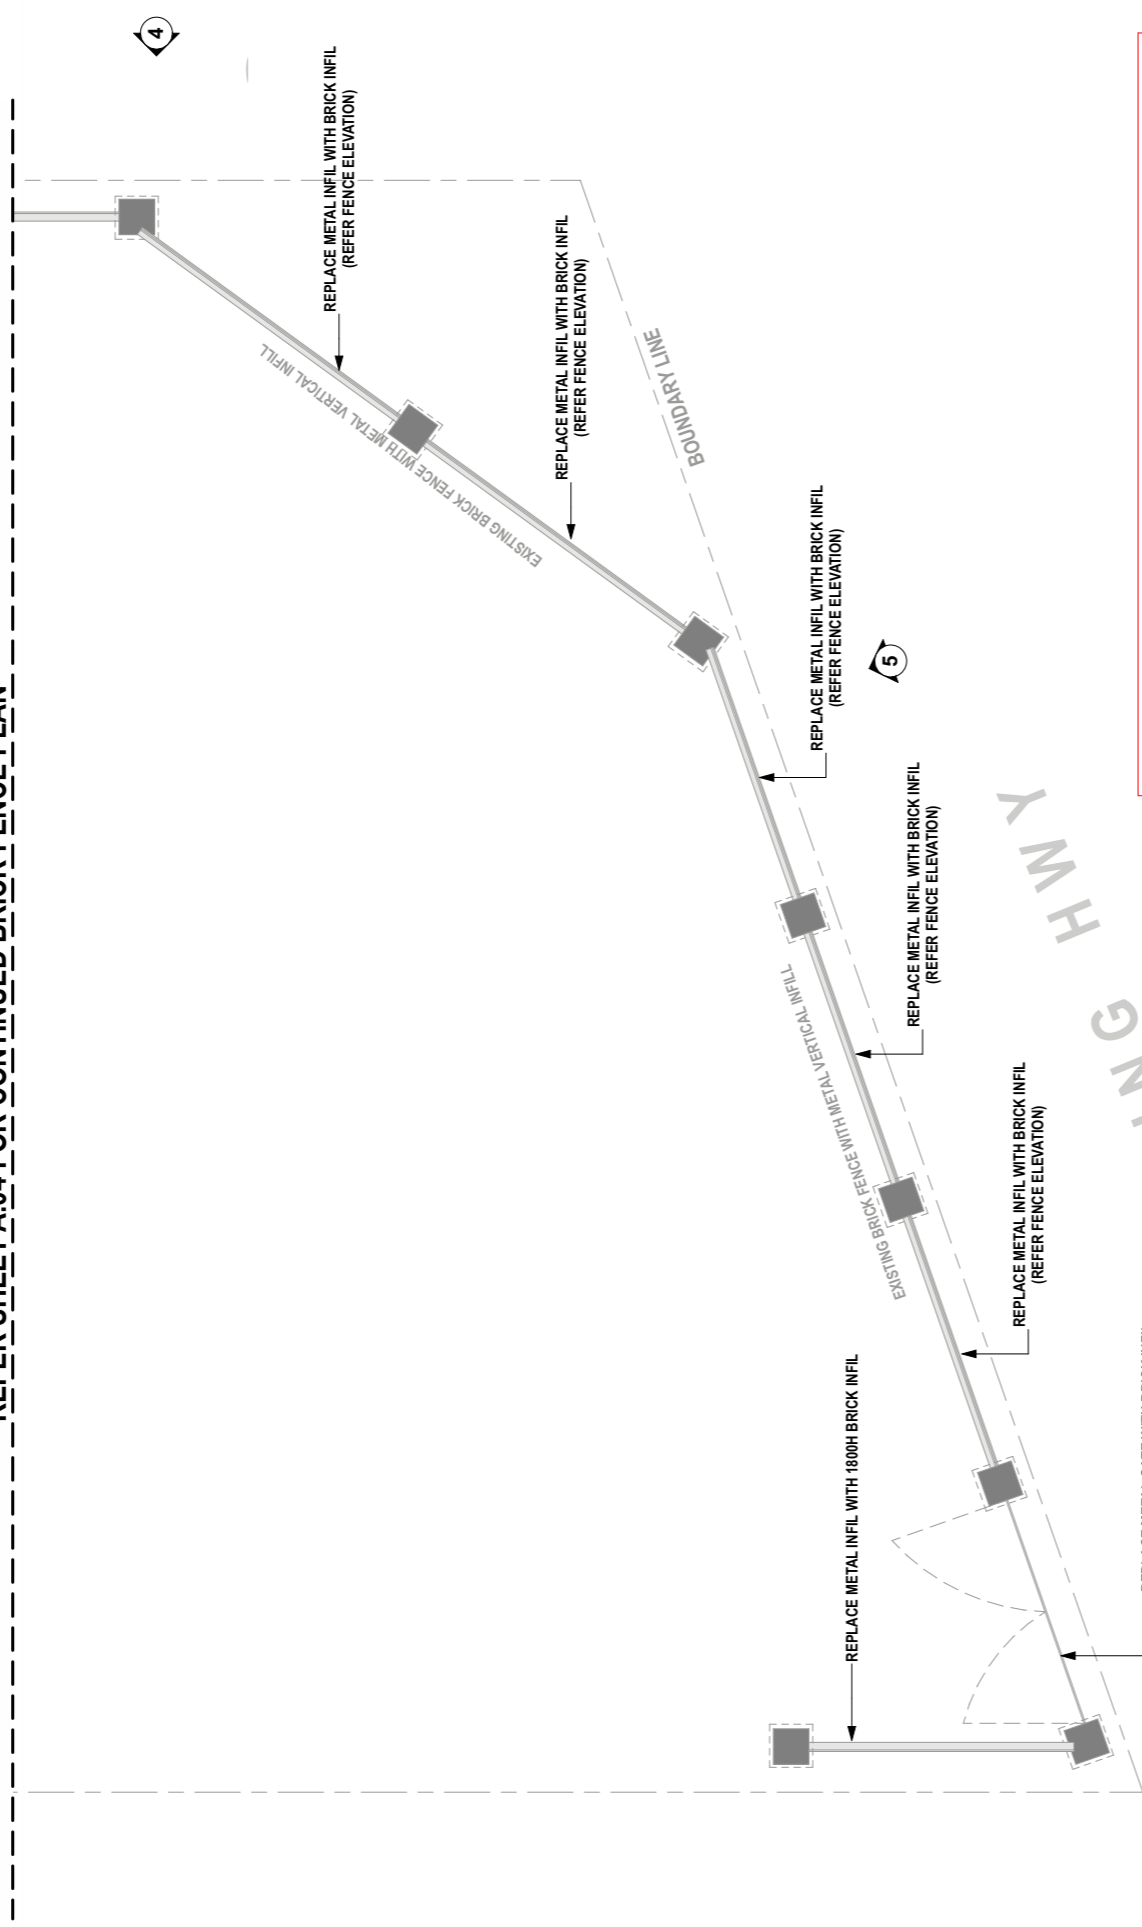 REFER SHEET A.04 FOR CONTINUED BRICK FENCE PLAN
4
REPLACE METAL INFIL WITH BRICK INFIL
(REFER FENCE ELEVATION)
EXISTING BRICK FENCE WITH METAL VERTICAL INFILL
REPLACE METAL INFIL WITH BRICK INFIL
(REFER FENCE ELEVATION)
BOUNDARY LINE
REPLACE METAL INFIL WITH BRICK INFIL
(REFER FENCE ELEVATION)
5
REPLACE METAL INFIL WITH BRICK INFIL
(REFER FENCE ELEVATION)
EXISTING BRICK FENCE WITH METAL VERTICAL INFILL
REPLACE METAL INFIL WITH BRICK INFIL
(REFER FENCE ELEVATION)
REPLACE METAL INFIL WITH 1800H BRICK INFIL
NG HWY